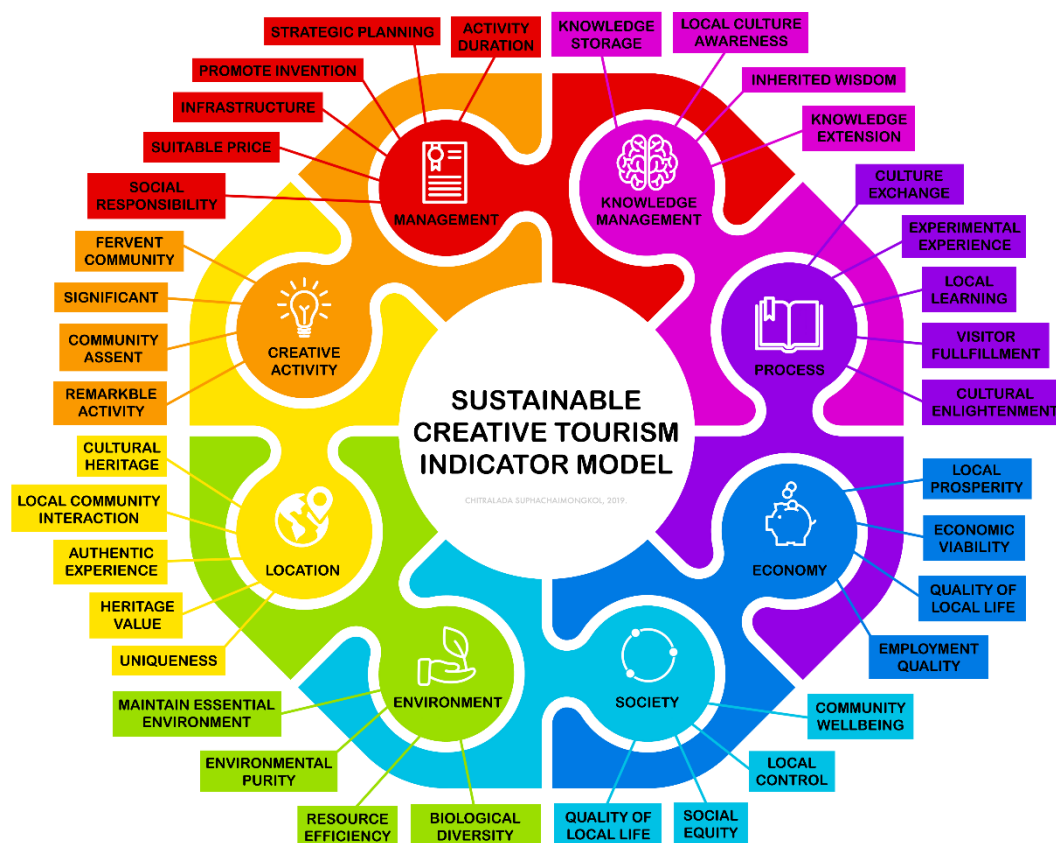 SUSTAINABLE
CREATIVE TOURISM
INDICATOR MODEL
CHITRALADA SUPHACHAIMONGKOL, 2019.
MANAGEMENT
ACTIVITY
DURATION
STRATEGIC PLANNING
PROMOTE INVENTION
INFRASTRUCTURE
SUITABLE PRICE
SOCIAL
RESPONSIBILITY
KNOWLEDGE
MANAGEMENT
KNOWLEDGE
STORAGE
LOCAL CULTURE
AWARENESS
INHERITED WISDOM
KNOWLEDGE
EXTENSION
PROCESS
CULTURE
EXCHANGE
EXPERIMENTAL
EXPERIENCE
LOCAL
LEARNING
VISITOR
FULLFILLMENT
CULTURAL
ENLIGHTENMENT
ECONOMY
LOCAL
PROSPERITY
ECONOMIC
VIABILITY
QUALITY OF
LOCAL LIFE
EMPLOYMENT
QUALITY
SOCIETY
COMMUNITY
WELLBEING
LOCAL
CONTROL
SOCIAL
EQUITY
QUALITY OF
LOCAL LIFE
ENVIRONMENT
BIOLOGICAL
DIVERSITY
RESOURCE
EFFICIENCY
ENVIRONMENTAL
PURITY
MAINTAIN ESSENTIAL
ENVIRONMENT
LOCATION
UNIQUENESS
HERITAGE
VALUE
AUTHENTIC
EXPERIENCE
LOCAL COMMUNITY
INTERACTION
CULTURAL
HERITAGE
CREATIVE
ACTIVITY
REMARKBLE
ACTIVITY
COMMUNITY
ASSENT
SIGNIFICANT
FERVENT
COMMUNITY